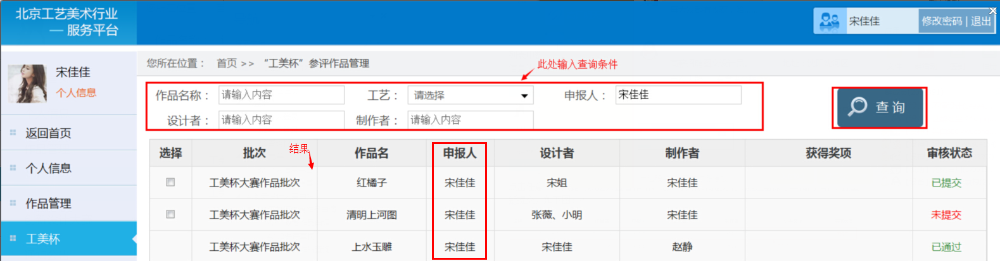 北京工艺美术行业
— 服务平台
宋佳佳
修改密码 | 退出
宋佳佳
个人信息
您所在位置： 首页 >> “工美杯”参评作品管理
此处输入查询条件
作品名称： 请输入内容 工艺： 请选择 申报人： 宋佳佳
设计者： 请输入内容 制作者： 请输入内容
查 询
返回首页
个人信息
作品管理
工美杯
结果
选择 批次 作品名 申报人 设计者 制作者 获得奖项 审核状态
工美杯大赛作品批次 红橘子 宋佳佳 宋姐 宋佳佳 已提交
工美杯大赛作品批次 清明上河图 宋佳佳 张薇、小明 宋佳佳 未提交
工美杯大赛作品批次 上水玉雕 宋佳佳 宋佳佳 赵静 已通过